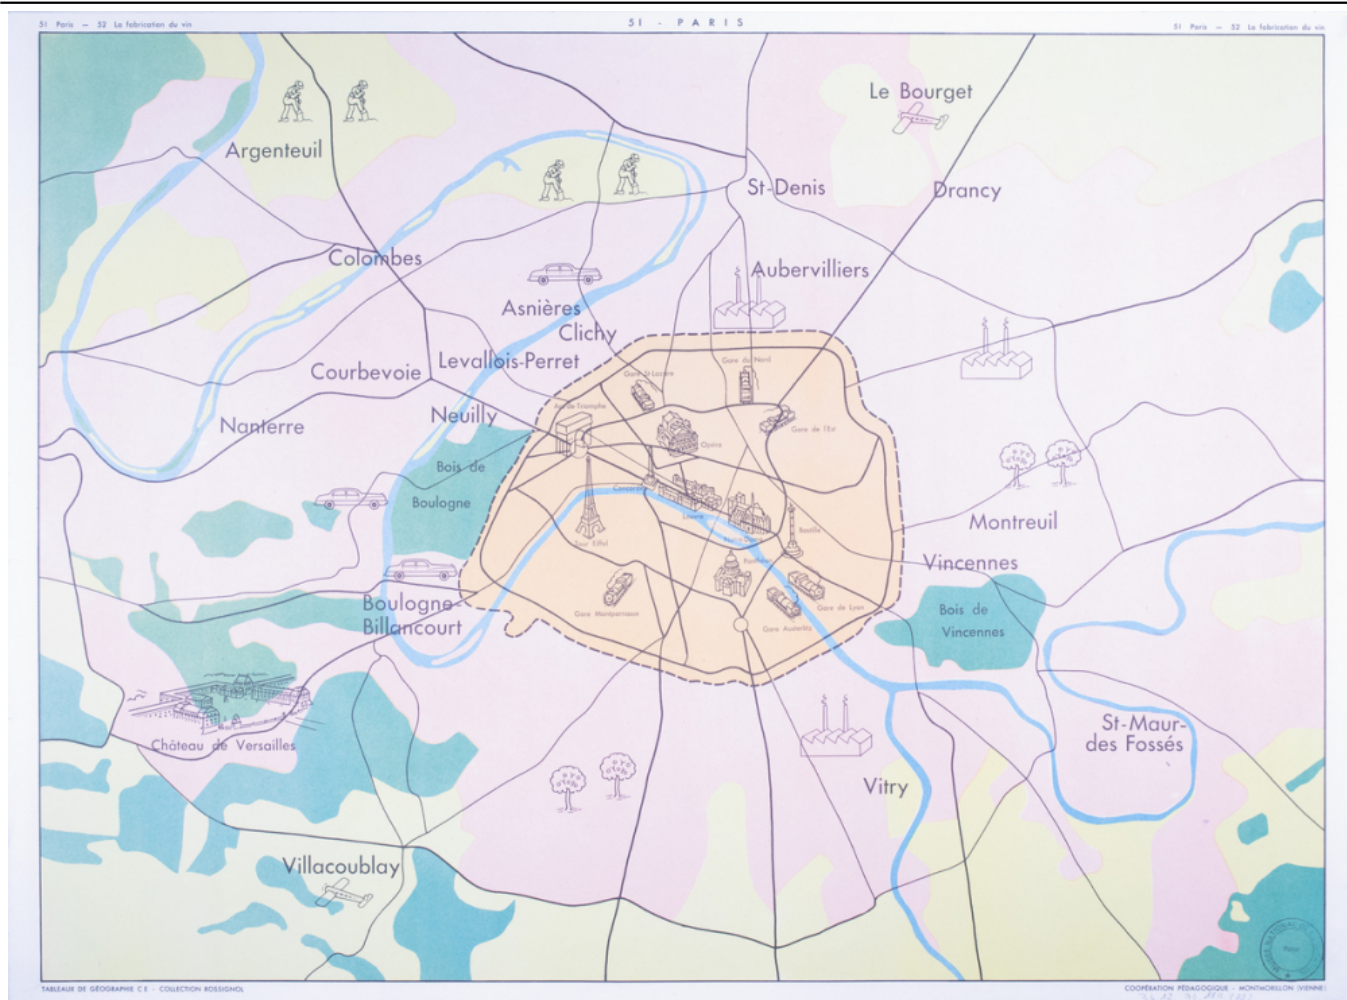 51 Paris — 52 La fabrication du vin
51 - PARIS
51 Paris — 52 La fabrication du vin
Le Bourget
Argenteuil
St-Denis
Drancy
Colombes
Aubervilliers
Asnières
Clichy
Levallois-Perret
Courbevoie
Gare du Nord
Gare St-Lazare
Arc de Triomphe
Neuilly
Nanterre
Gare de l'Est
Opéra
Bois de
Boulogne
Concorde
Louvre
Montreuil
Bastille
Notre-Dame
Tour Eiffel
Panthéon
Vincennes
Boulogne-
Billancourt
Gare Montparnasse
Gare de Lyon
Gare Austerlitz
Bois de
Vincennes
Château de Versailles
St-Maur-
des Fossés
Vitry
Villacoublay
TABLEAUX DE GÉOGRAPHIE C E - COLLECTION ROSSIGNOL
COOPÉRATION PÉDAGOGIQUE - MONTMORILLON (VIENNE)